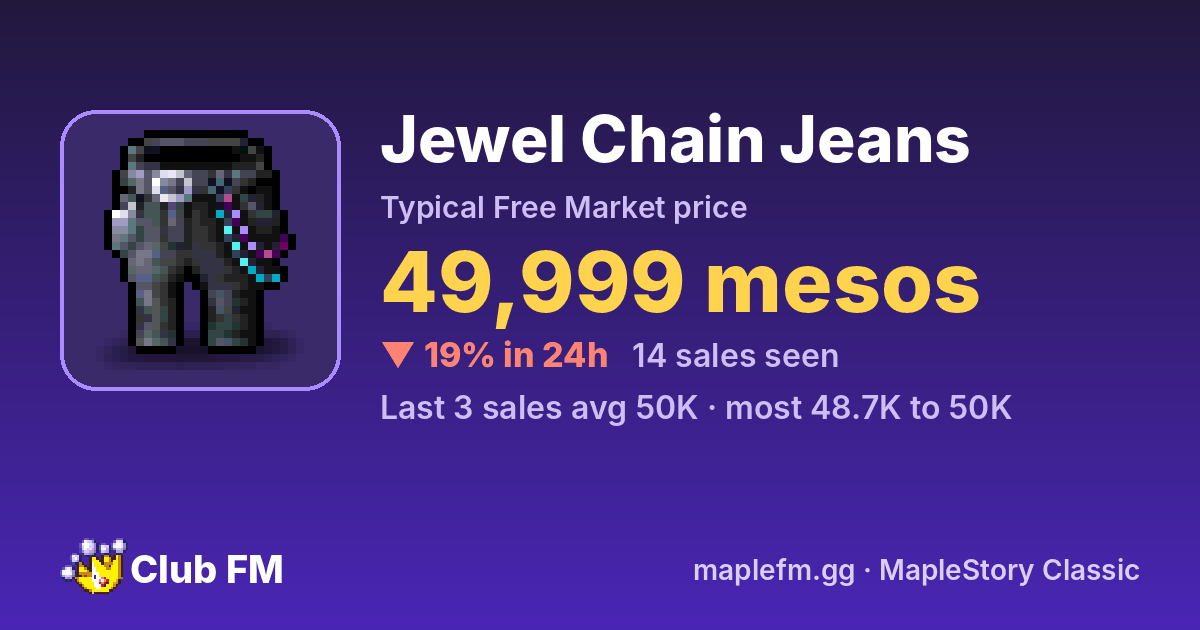 Jewel Chain Jeans
Typical Free Market price
49,999 mesos
▼ 19% in 24h 14 sales seen
Last 3 sales avg 50K · most 48.7K to 50K
Club FM
maplefm.gg · MapleStory Classic